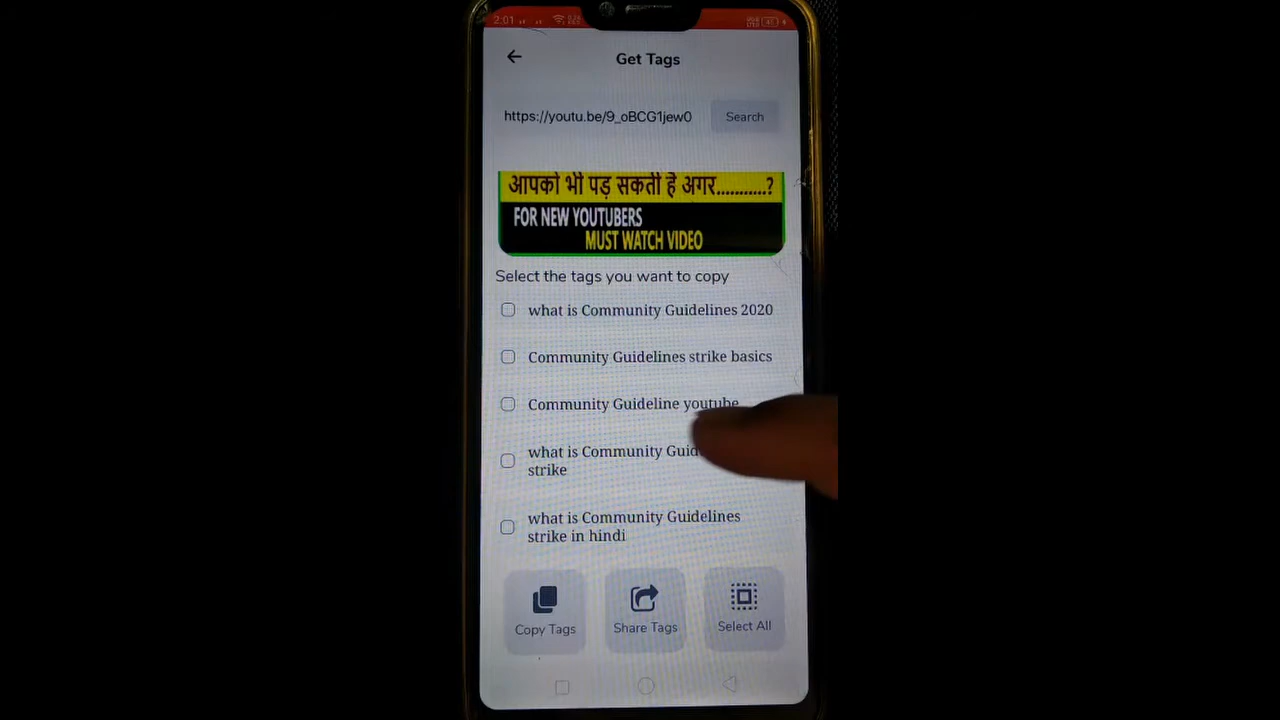 2:01
Get Tags
https://youtu.be/9_oBCG1jew0
Search
आपको भी पड़ सकती है अगर...........?
FOR NEW YOUTUBERS
MUST WATCH VIDEO
Select the tags you want to copy
what is Community Guidelines 2020
Community Guidelines strike basics
Community Guideline youtube
what is Community
strike
what is Community Guidelines
strike in hindi
Copy Tags
Share Tags
Select All